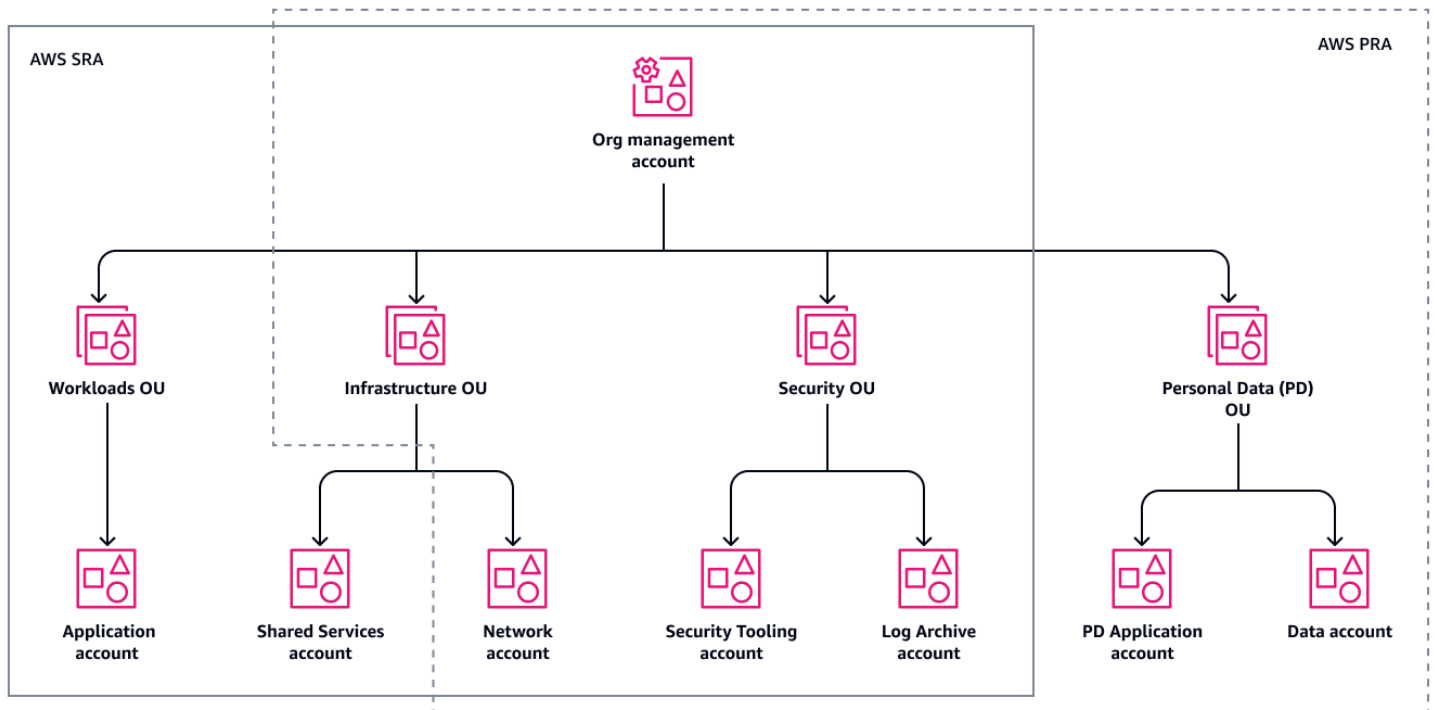 AWS PRA
AWS SRA
Org management
account
Workloads OU
Infrastructure OU
Security OU
Personal Data (PD)
OU
Application
account
Shared Services
account
Network
account
Security Tooling
account
Log Archive
account
PD Application
account
Data account